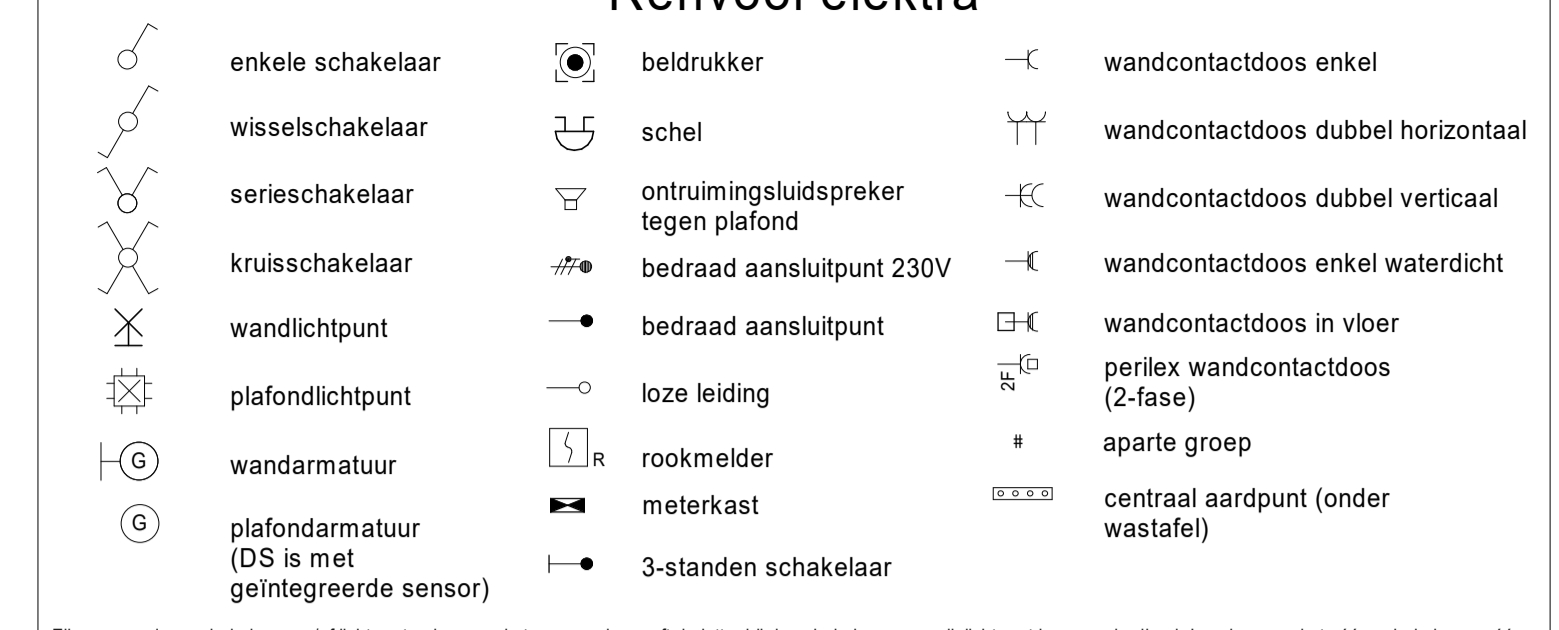 Renvooi elektra
enkele schakelaar
wisselschakelaar
serieschakelaar
kruisschakelaar
wandlichtpunt
plafondlichtpunt
G
wandarmatuur
G
plafondarmatuur
(DS is met
geïntegreerde sensor)
beldrukker
schel
ontruimingsluidspreker
tegen plafond
bedraad aansluitpunt 230V
bedraad aansluitpunt
loze leiding
R
rookmelder
meterkast
3-standen schakelaar
wandcontactdoos enkel
wandcontactdoos dubbel horizontaal
wandcontactdoos dubbel verticaal
wandcontactdoos enkel waterdicht
wandcontactdoos in vloer
2F
perilex wandcontactdoos
(2-fase)
#
aparte groep
centraal aardpunt (onder
wastafel)